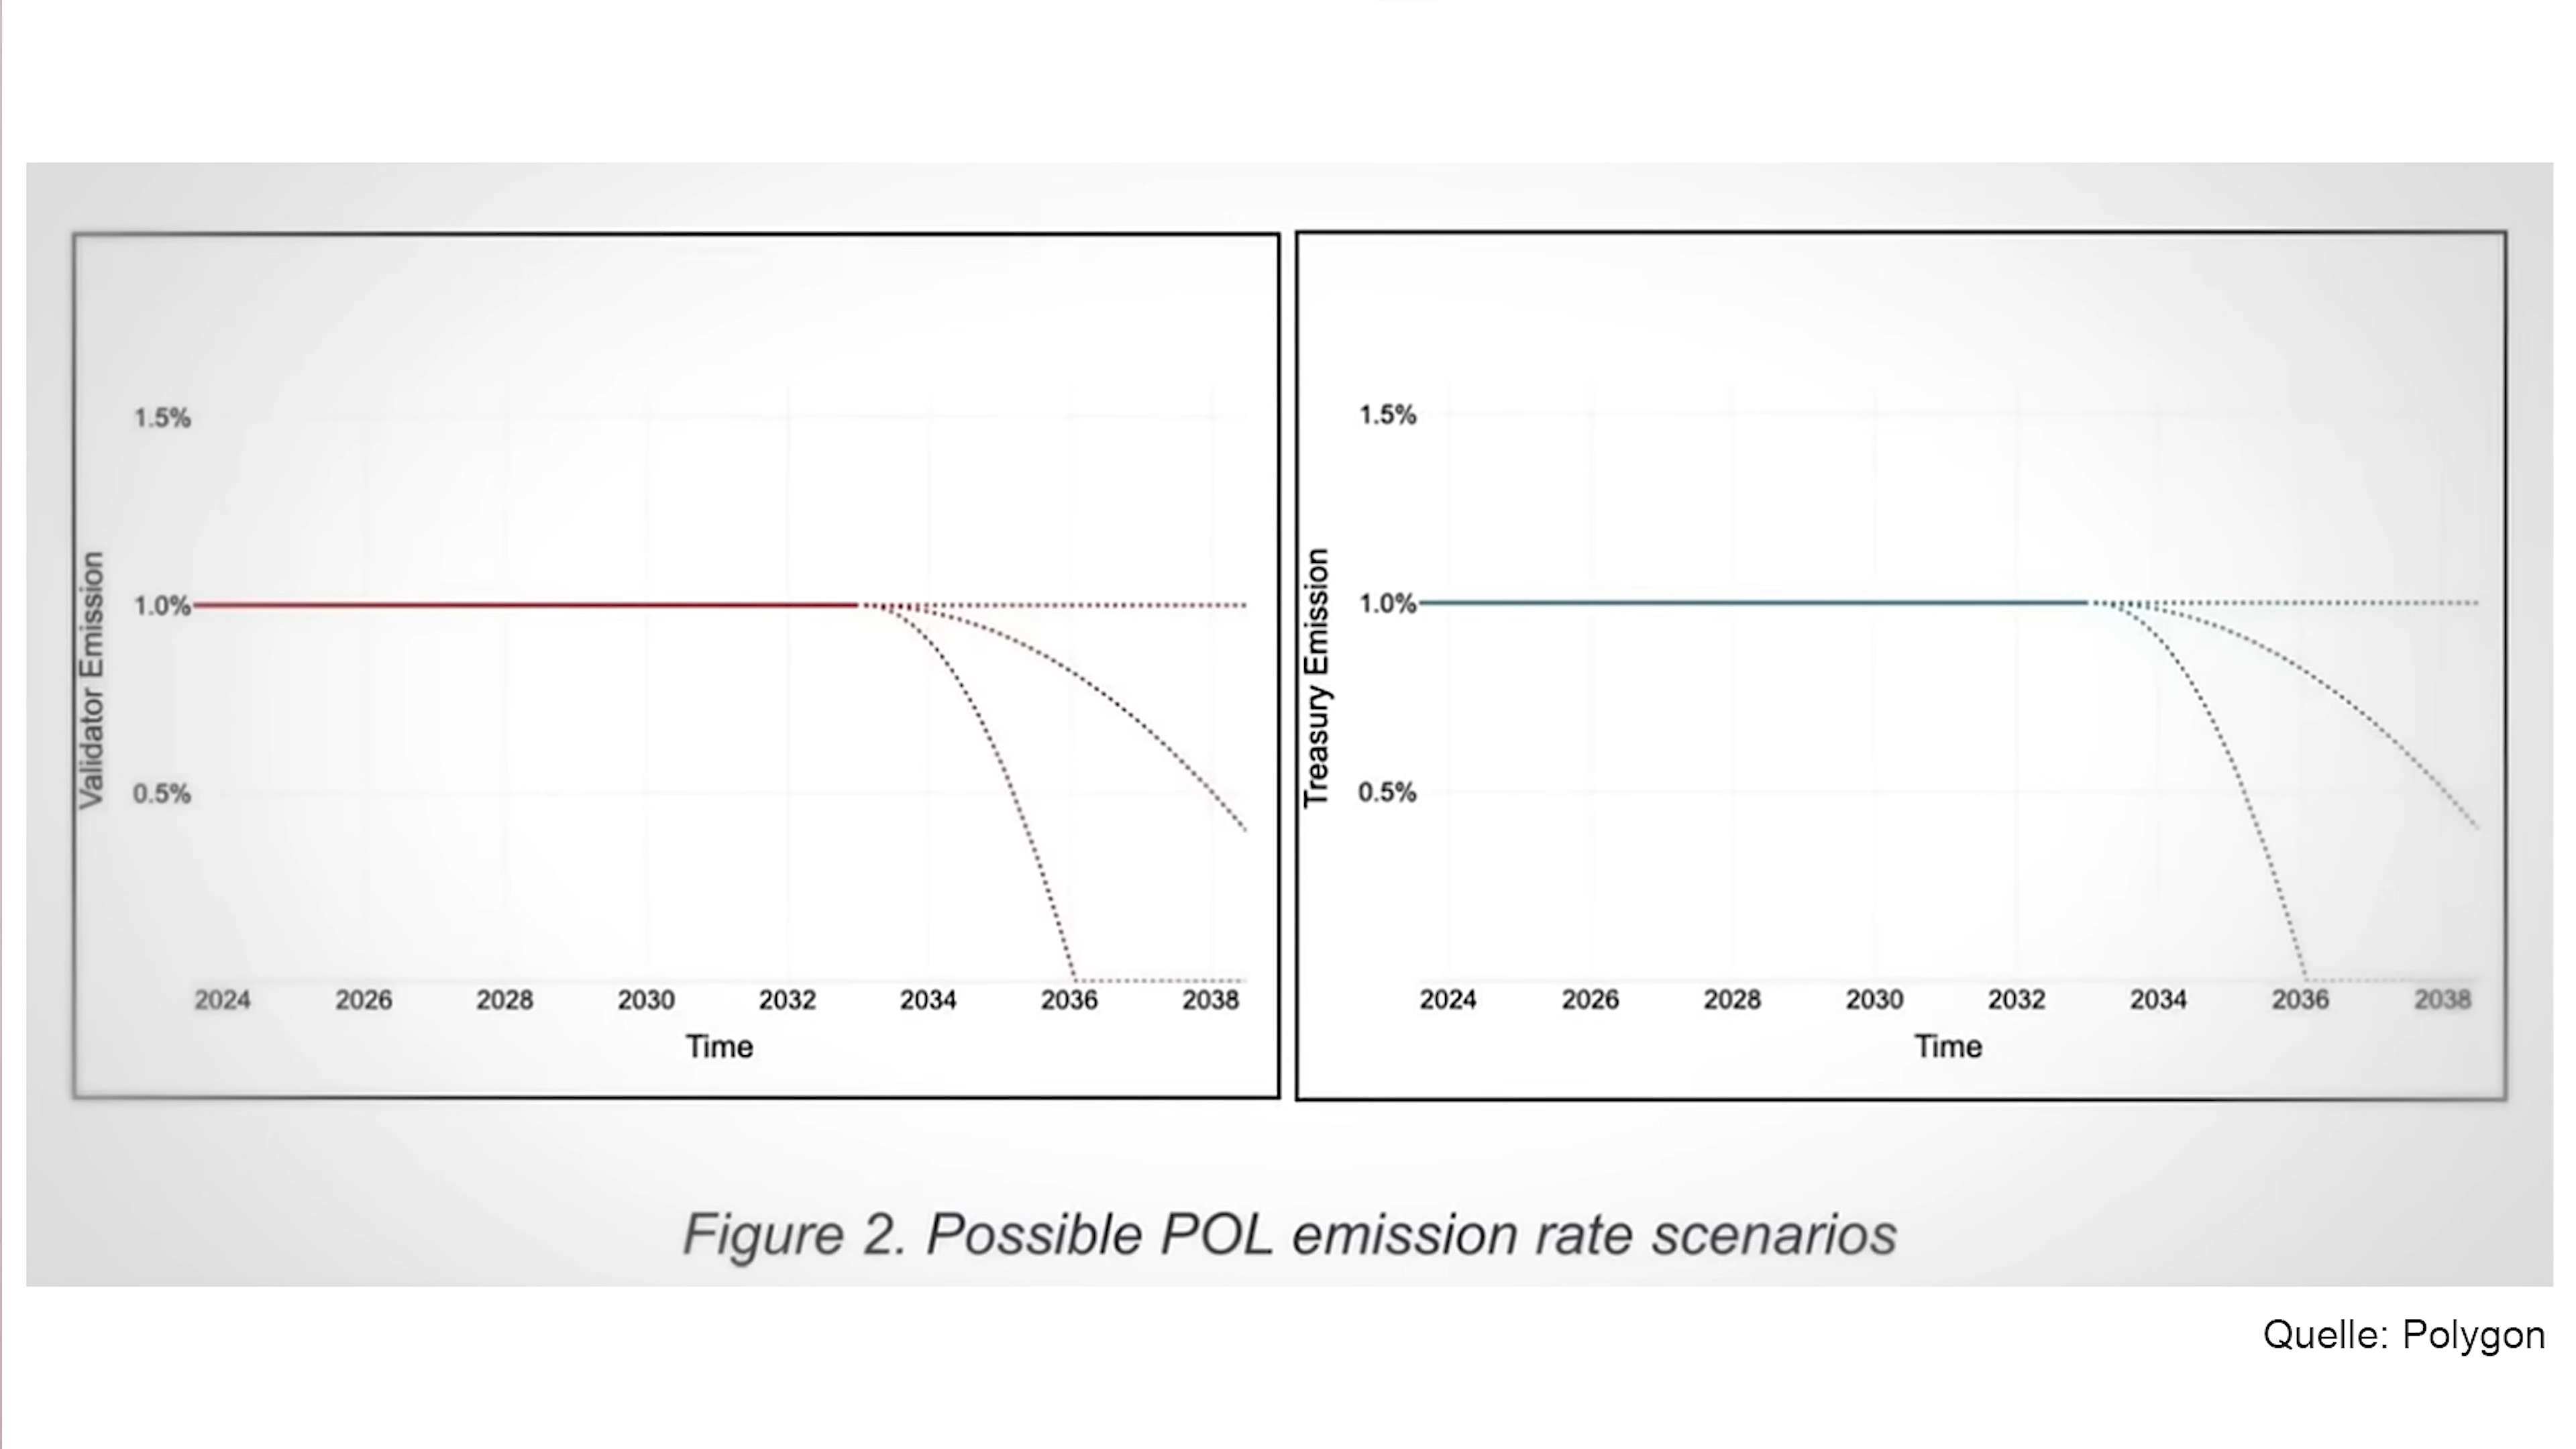 1.5%
1.0%
0.5%
Validator Emission
2024 2026 2028 2030 2032 2034 2036 2038
Time
1.5%
1.0%
0.5%
Treasury Emission
2024 2026 2028 2030 2032 2034 2036 2038
Time
Figure 2. Possible POL emission rate scenarios
Quelle: Polygon